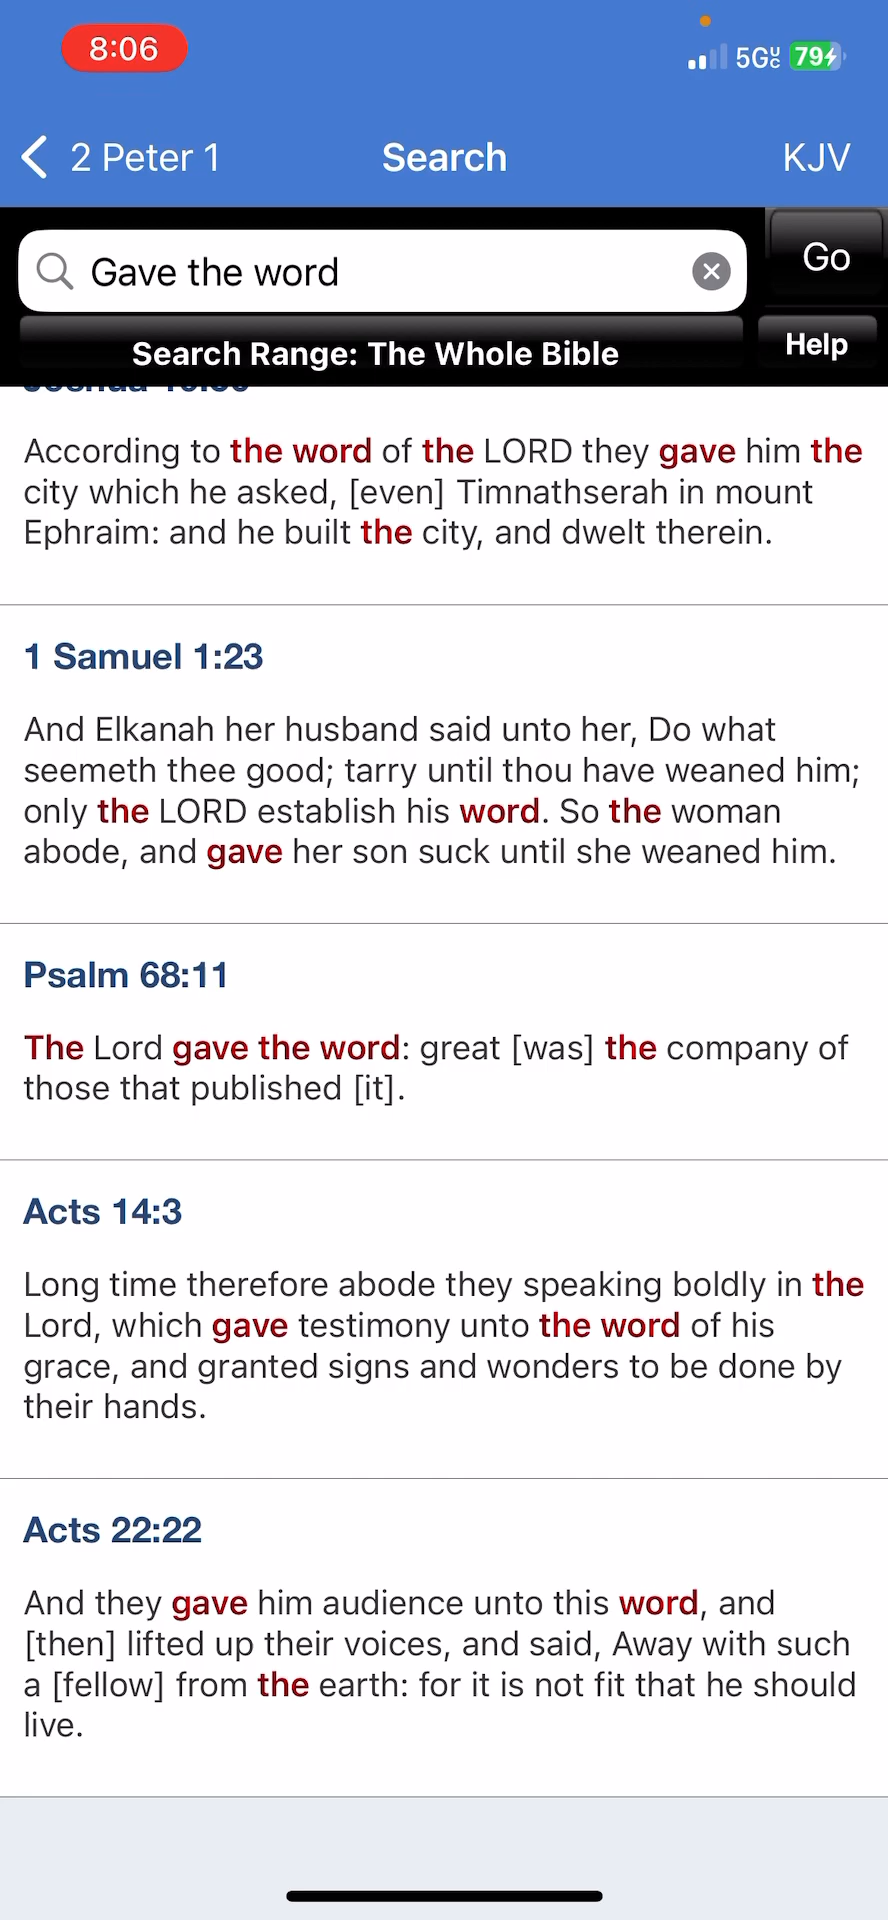 8:06
5G UC 79
2 Peter 1 Search KJV
Gave the word
Go
Search Range: The Whole Bible
Help
According to the word of the LORD they gave him the
city which he asked, [even] Timnathserah in mount
Ephraim: and he built the city, and dwelt therein.
1 Samuel 1:23
And Elkanah her husband said unto her, Do what
seemeth thee good; tarry until thou have weaned him;
only the LORD establish his word. So the woman
abode, and gave her son suck until she weaned him.
Psalm 68:11
The Lord gave the word: great [was] the company of
those that published [it].
Acts 14:3
Long time therefore abode they speaking boldly in the
Lord, which gave testimony unto the word of his
grace, and granted signs and wonders to be done by
their hands.
Acts 22:22
And they gave him audience unto this word, and
[then] lifted up their voices, and said, Away with such
a [fellow] from the earth: for it is not fit that he should
live.